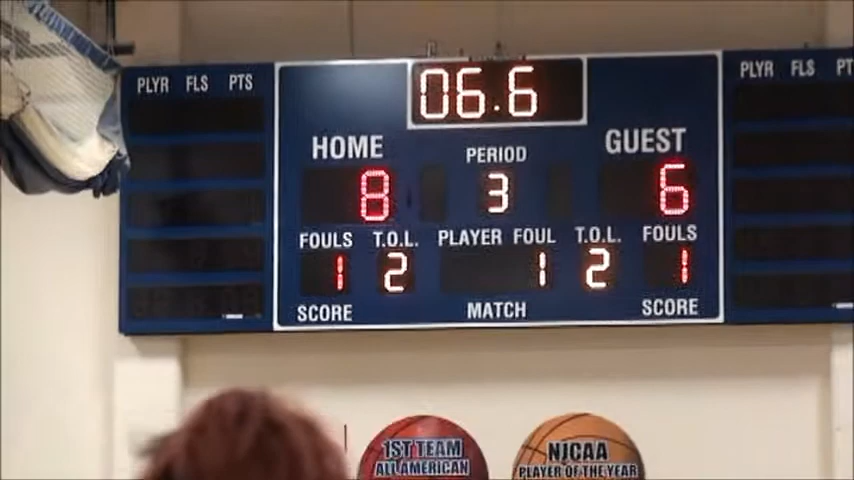 PLYR FLS PTS
06.6
PLYR FLS PT
HOME
PERIOD
GUEST
8
3
6
FOULS T.O.L. PLAYER FOUL T.O.L. FOULS
1 2 1 2 1
SCORE MATCH SCORE
1ST TEAM
ALL AMERICAN
NJCAA
PLAYER OF THE YEAR